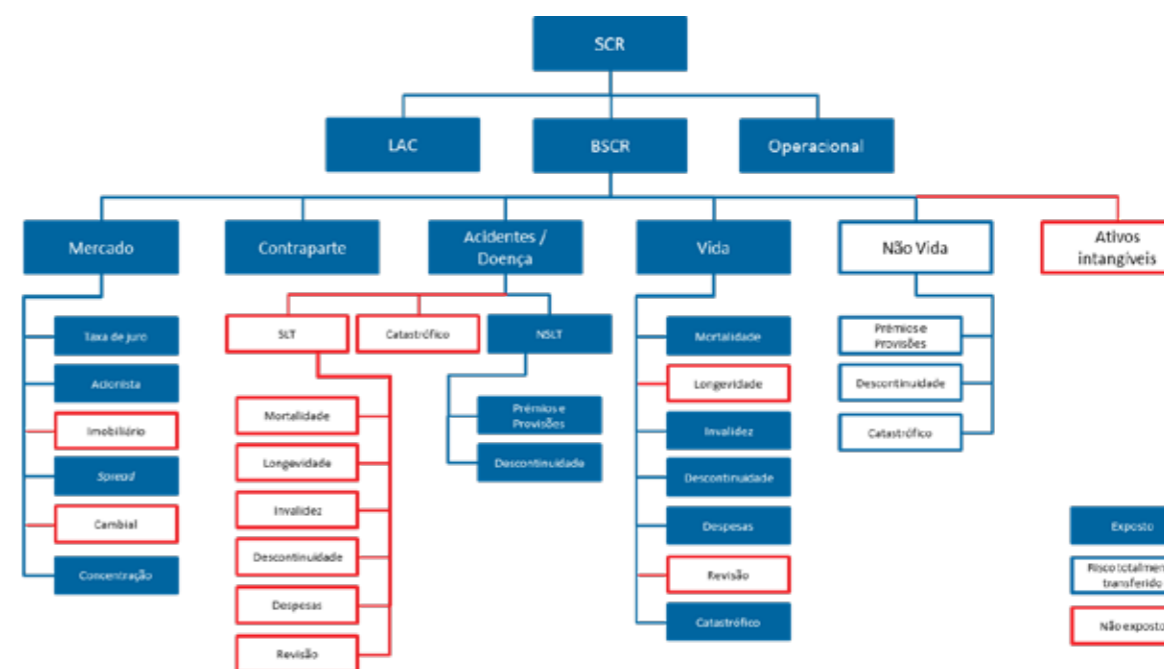 SCR
LAC
BSCR
Operacional
Mercado
Contraparte
Acidentes /
Doença
Vida
Não Vida
Ativos
intangíveis
Taxa de juro
Acionista
Imobiliário
Spread
Cambial
Concentração
SLT
Catastrófico
NSLT
Mortalidade
Longevidade
Invalidez
Descontinuidade
Despesas
Revisão
Prémios e
Provisões
Descontinuidade
Mortalidade
Longevidade
Invalidez
Descontinuidade
Despesas
Revisão
Catastrófico
Prémios e
Provisões
Descontinuidade
Catastrófico
Exposto
Risco totalmen
transferido
Não exposto